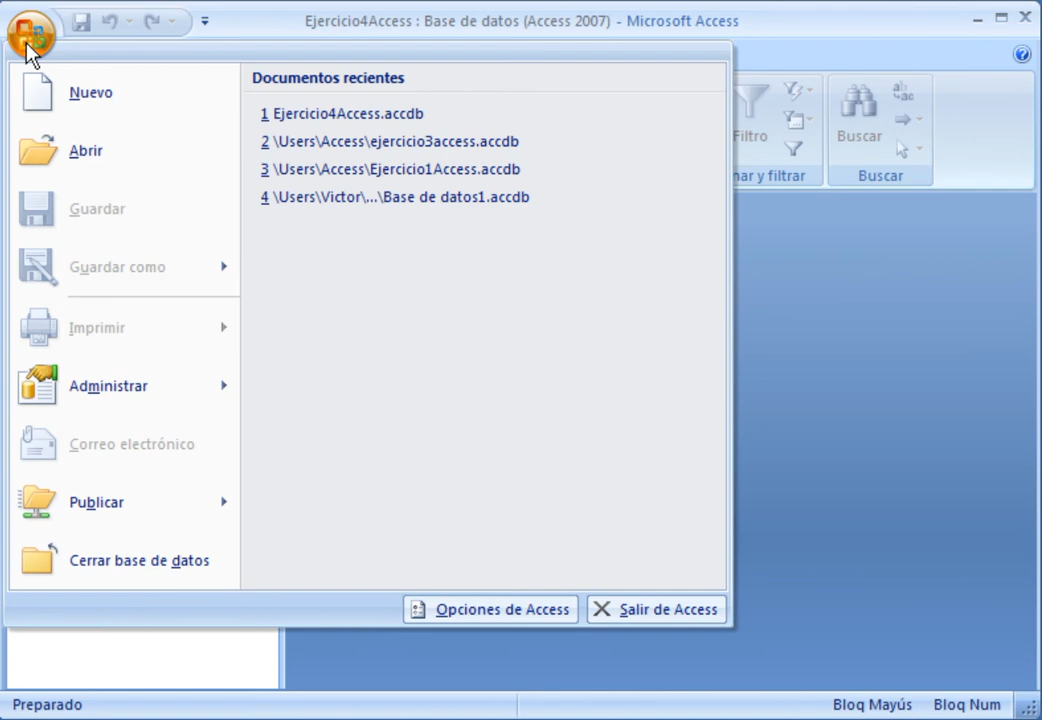 Ejercicio4Access : Base de datos (Access 2007) - Microsoft Access
Nuevo
Abrir
Guardar
Guardar como
Imprimir
Administrar
Correo electrónico
Publicar
Cerrar base de datos
Documentos recientes
1 Ejercicio4Access.accdb
2 \Users\Access\ejercicio3access.accdb
3 \Users\Access\Ejercicio1Access.accdb
4 \Users\Victor\...\Base de datos1.accdb
Filtro
nar y filtrar
ab
ac
Buscar
Buscar
Opciones de Access
Salir de Access
Preparado
Bloq Mayús
Bloq Num